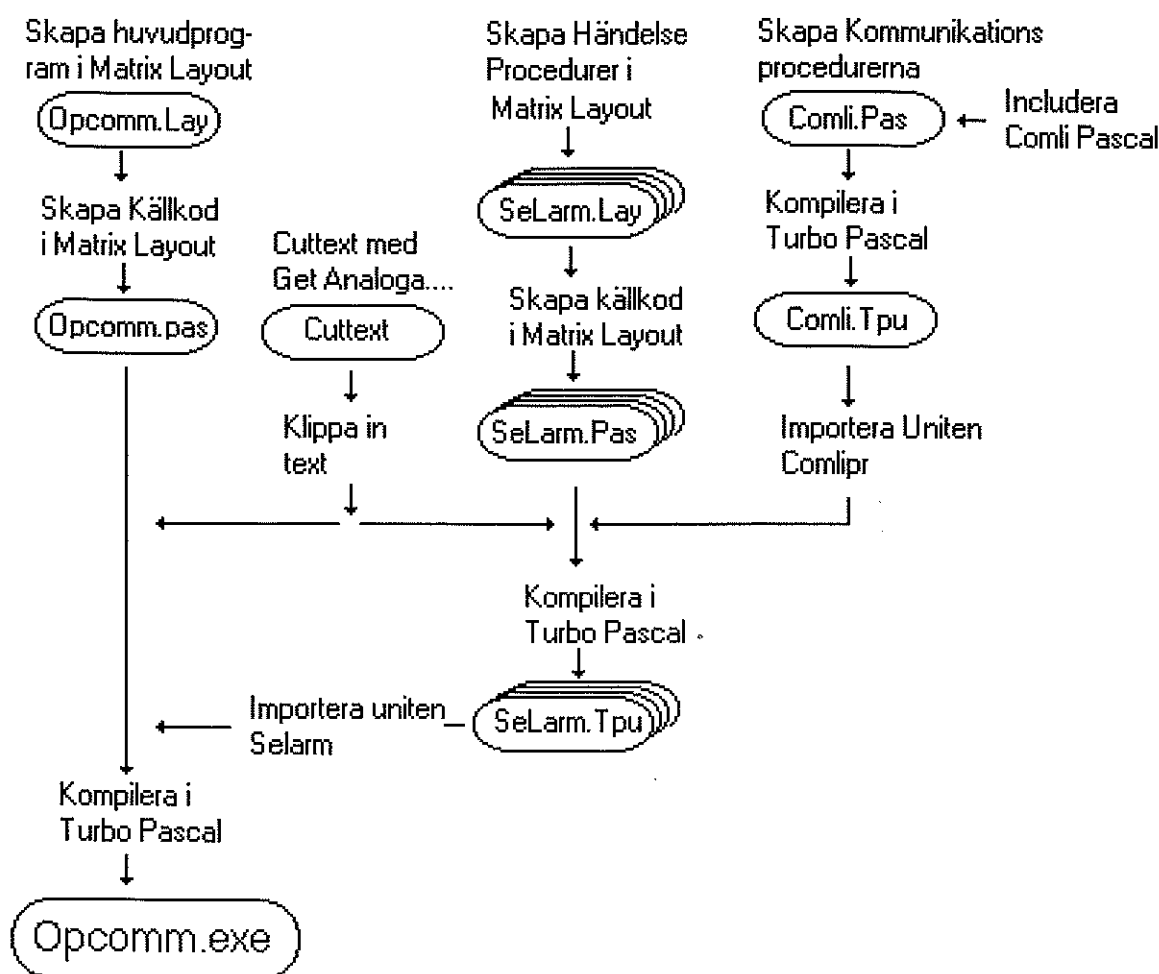 Skapa huvudprog-
ram i Matrix Layout
Opcomm.Lay
Skapa Källkod
i Matrix Layout
Opcomm.pas
Cuttext med
Get Analoga....
Cuttext
Klippa in
text
Skapa Händelse
Procedurer i
Matrix Layout
SeLarm.Lay
Skapa källkod
i Matrix Layout
SeLarm.Pas
Skapa Kommunikations
procedurerna
Comli.Pas
Includera
Comli Pascal
Kompilera i
Turbo Pascal
Comli.Tpu
Importera Uniten
Comlipr
Kompilera i
Turbo Pascal
SeLarm.Tpu
Importera uniten
Selarm
Kompilera i
Turbo Pascal
Opcomm.exe